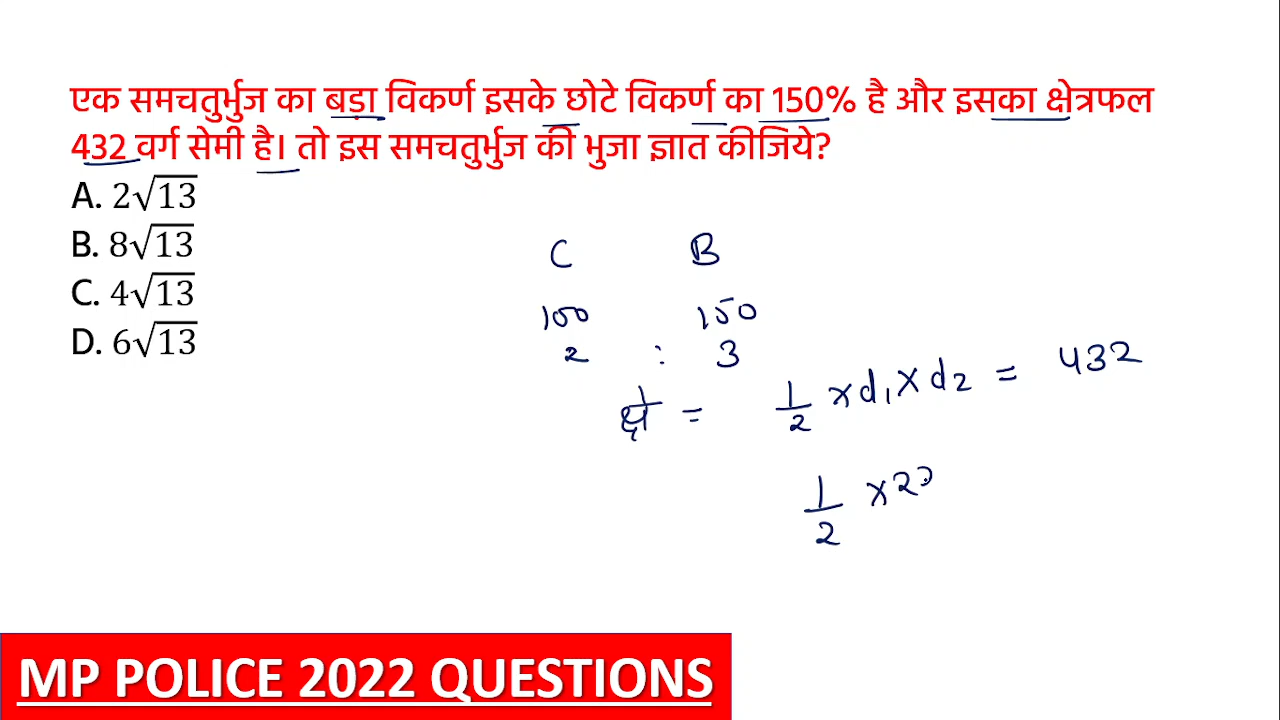 एक समचतुर्भुज का बड़ा विकर्ण इसके छोटे विकर्ण का 150% है और इसका क्षेत्रफल
432 वर्ग सेमी है। तो इस समचतुर्भुज की भुजा ज्ञात कीजिये?
A. 2√13
B. 8√13
C. 4√13
D. 6√13
C B
100 150
2 : 3
= 1/2 × d₁ × d₂ = 432
1/2 × 2
MP POLICE 2022 QUESTIONS